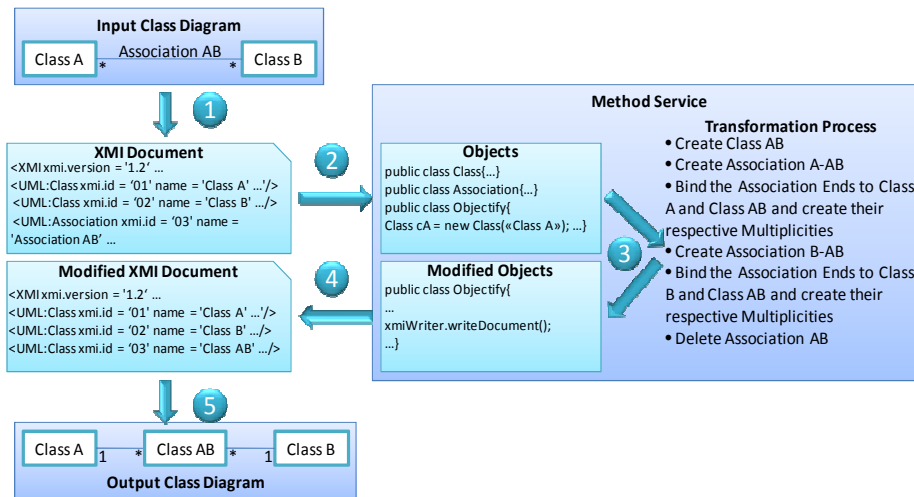 Input Class Diagram
Class A
Association AB
Class B
*
*
1
XMI Document
<XMI xmi.version = '1.2‘ …
<UML:Class xmi.id = ‘01' name = 'Class A' …'/>
<UML:Class xmi.id = ‘02' name = 'Class B' …/>
<UML:Association xmi.id = ‘03' name =
'Association AB' …
2
Method Service
Objects
public class Class{…}
public class Association{…}
public class Objectify{
Class cA = new Class(«Class A»); …}
Transformation Process
• Create Class AB
• Create Association A-AB
• Bind the Association Ends to Class
A and Class AB and create their
respective Multiplicities
• Create Association B-AB
• Bind the Association Ends to Class
B and Class AB and create their
respective Multiplicities
• Delete Association AB
3
Modified Objects
public class Objectify{
…
xmiWriter.writeDocument();
…}
4
Modified XMI Document
<XMI xmi.version = '1.2‘ …
<UML:Class xmi.id = ‘01' name = 'Class A' …'/>
<UML:Class xmi.id = ‘02' name = 'Class B' …/>
<UML:Class xmi.id = ‘03' name = 'Class AB' …/>
5
Class A
1
*
Class AB
*
1
Class B
Output Class Diagram